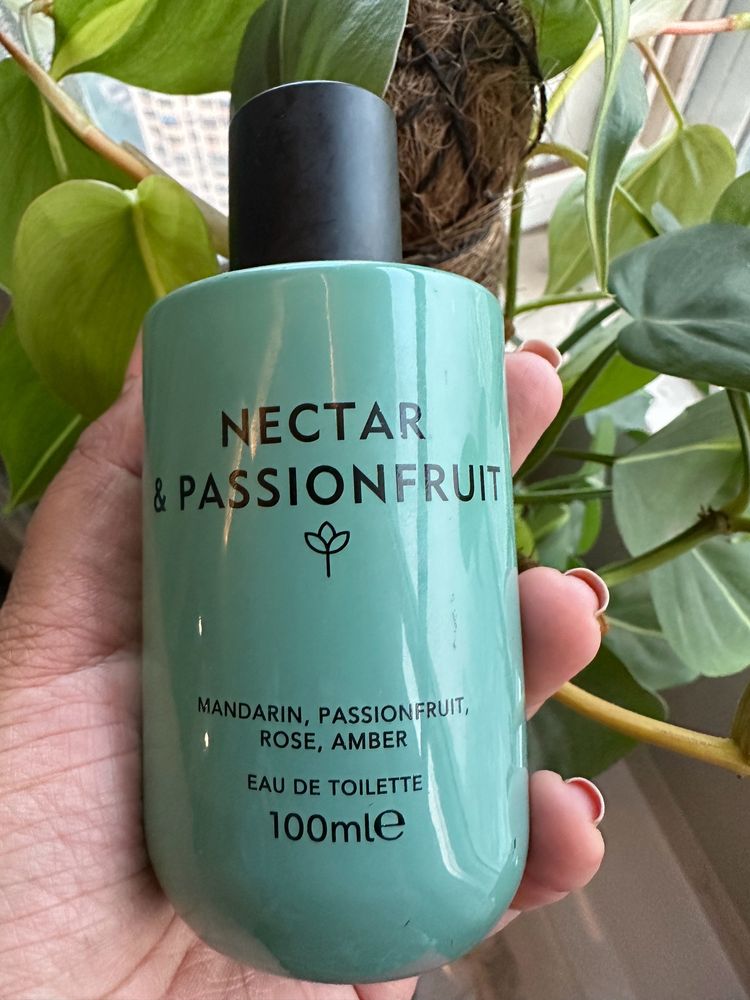 NECTAR
& PASSIONFRUIT
MANDARIN, PASSIONFRUIT,
ROSE, AMBER
EAU DE TOILETTE
100ml℮